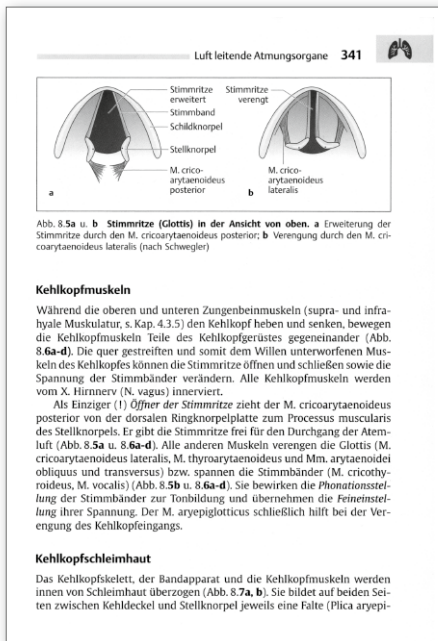 Luft leitende Atmungsorgane 341
Stimmritze
erweitert
Stimmband
Schildknorpel
Stellknorpel
M. crico-
arytaenoideus
posterior
a
Stimmritze
verengt
M. crico-
arytaenoideus
lateralis
b
Abb. 8.5a u. b Stimmritze (Glottis) in der Ansicht von oben. a Erweiterung der
Stimmritze durch den M. cricoarytaenoideus posterior; b Verengung durch den M. cri-
coarytaenoideus lateralis (nach Schwegler)
Kehlkopfmuskeln
Während die oberen und unteren Zungenbeinmuskeln (supra- und infra-
hyale Muskulatur, s. Kap. 4.3.5) den Kehlkopf heben und senken, bewegen
die Kehlkopfmuskeln Teile des Kehlkopfgerüstes gegeneinander (Abb.
8.6a-d). Die quer gestreiften und somit dem Willen unterworfenen Mus-
keln des Kehlkopfes können die Stimmritze öffnen und schließen sowie die
Spannung der Stimmbänder verändern. Alle Kehlkopfmuskeln werden
vom X. Hirnnerv (N. vagus) innerviert.
Als Einziger (!) Öffner der Stimmritze zieht der M. cricoarytaenoideus
posterior von der dorsalen Ringknorpelplatte zum Processus muscularis
des Stellknorpels. Er gibt die Stimmritze frei für den Durchgang der Atem-
luft (Abb. 8.5a u. 8.6a-d). Alle anderen Muskeln verengen die Glottis (M.
cricoarytaenoideus lateralis, M. thyroarytaenoideus und Mm. arytaenoidei
obliquus und transversus) bzw. spannen die Stimmbänder (M. cricothy-
roideus, M. vocalis) (Abb. 8.5b u. 8.6a-d). Sie bewirken die Phonationsstel-
lung der Stimmbänder zur Tonbildung und übernehmen die Feineinstel-
lung ihrer Spannung. Der M. aryepiglotticus schließlich hilft bei der Ver-
engung des Kehlkopfeingangs.
Kehlkopfschleimhaut
Das Kehlkopfskelett, der Bandapparat und die Kehlkopfmuskeln werden
innen von Schleimhaut überzogen (Abb. 8.7a, b). Sie bildet auf beiden Sei-
ten zwischen Kehldeckel und Stellknorpel jeweils eine Falte (Plica aryepi-